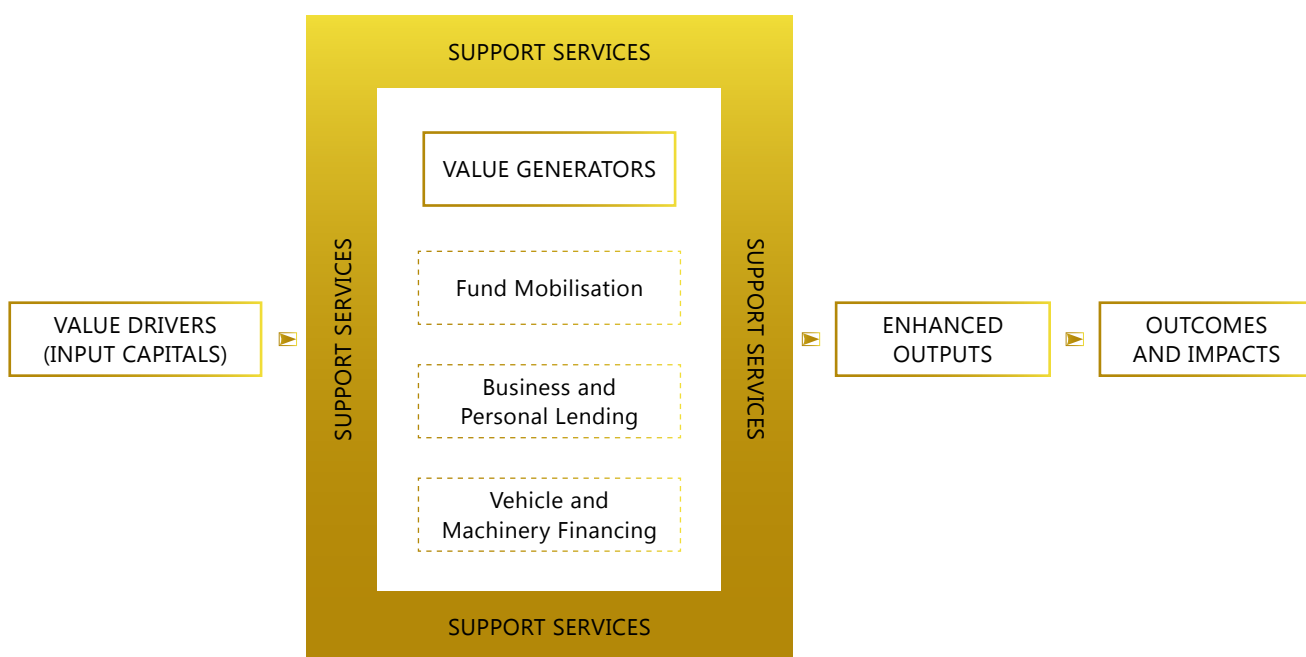 SUPPORT SERVICES
VALUE GENERATORS
Fund Mobilisation
Business and
Personal Lending
Vehicle and
Machinery Financing
SUPPORT SERVICES
SUPPORT SERVICES
SUPPORT SERVICES
VALUE DRIVERS
(INPUT CAPITALS)
ENHANCED
OUTPUTS
OUTCOMES
AND IMPACTS